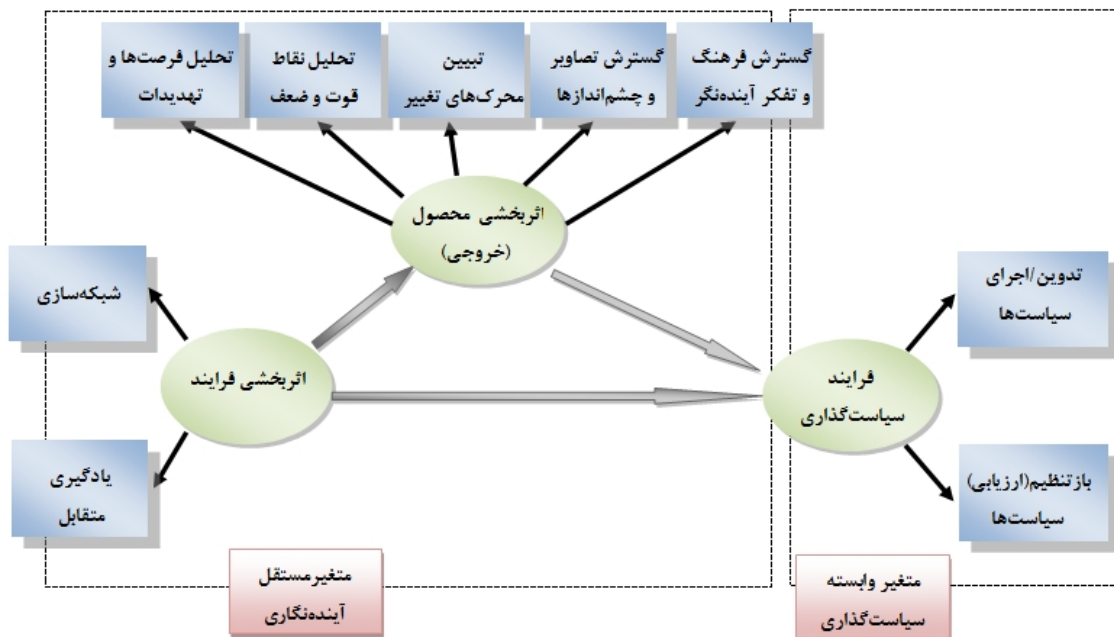 گسترش فرهنگ
و تفکر آینده‌نگر
گسترش تصاویر
و چشم‌اندازها
تبیین
محرک‌های تغییر
تحلیل نقاط
قوت و ضعف
تحلیل فرصت‌ها و
تهدیدات
اثربخشی محصول
(خروجی)
تدوین/اجرای
سیاست‌ها
شبکه‌سازی
فرایند
سیاست‌گذاری
اثربخشی فرایند
بازتنظیم(ارزیابی)
سیاست‌ها
یادگیری
متقابل
متغیر وابسته
سیاست‌گذاری
متغیرمستقل
آینده‌نگاری